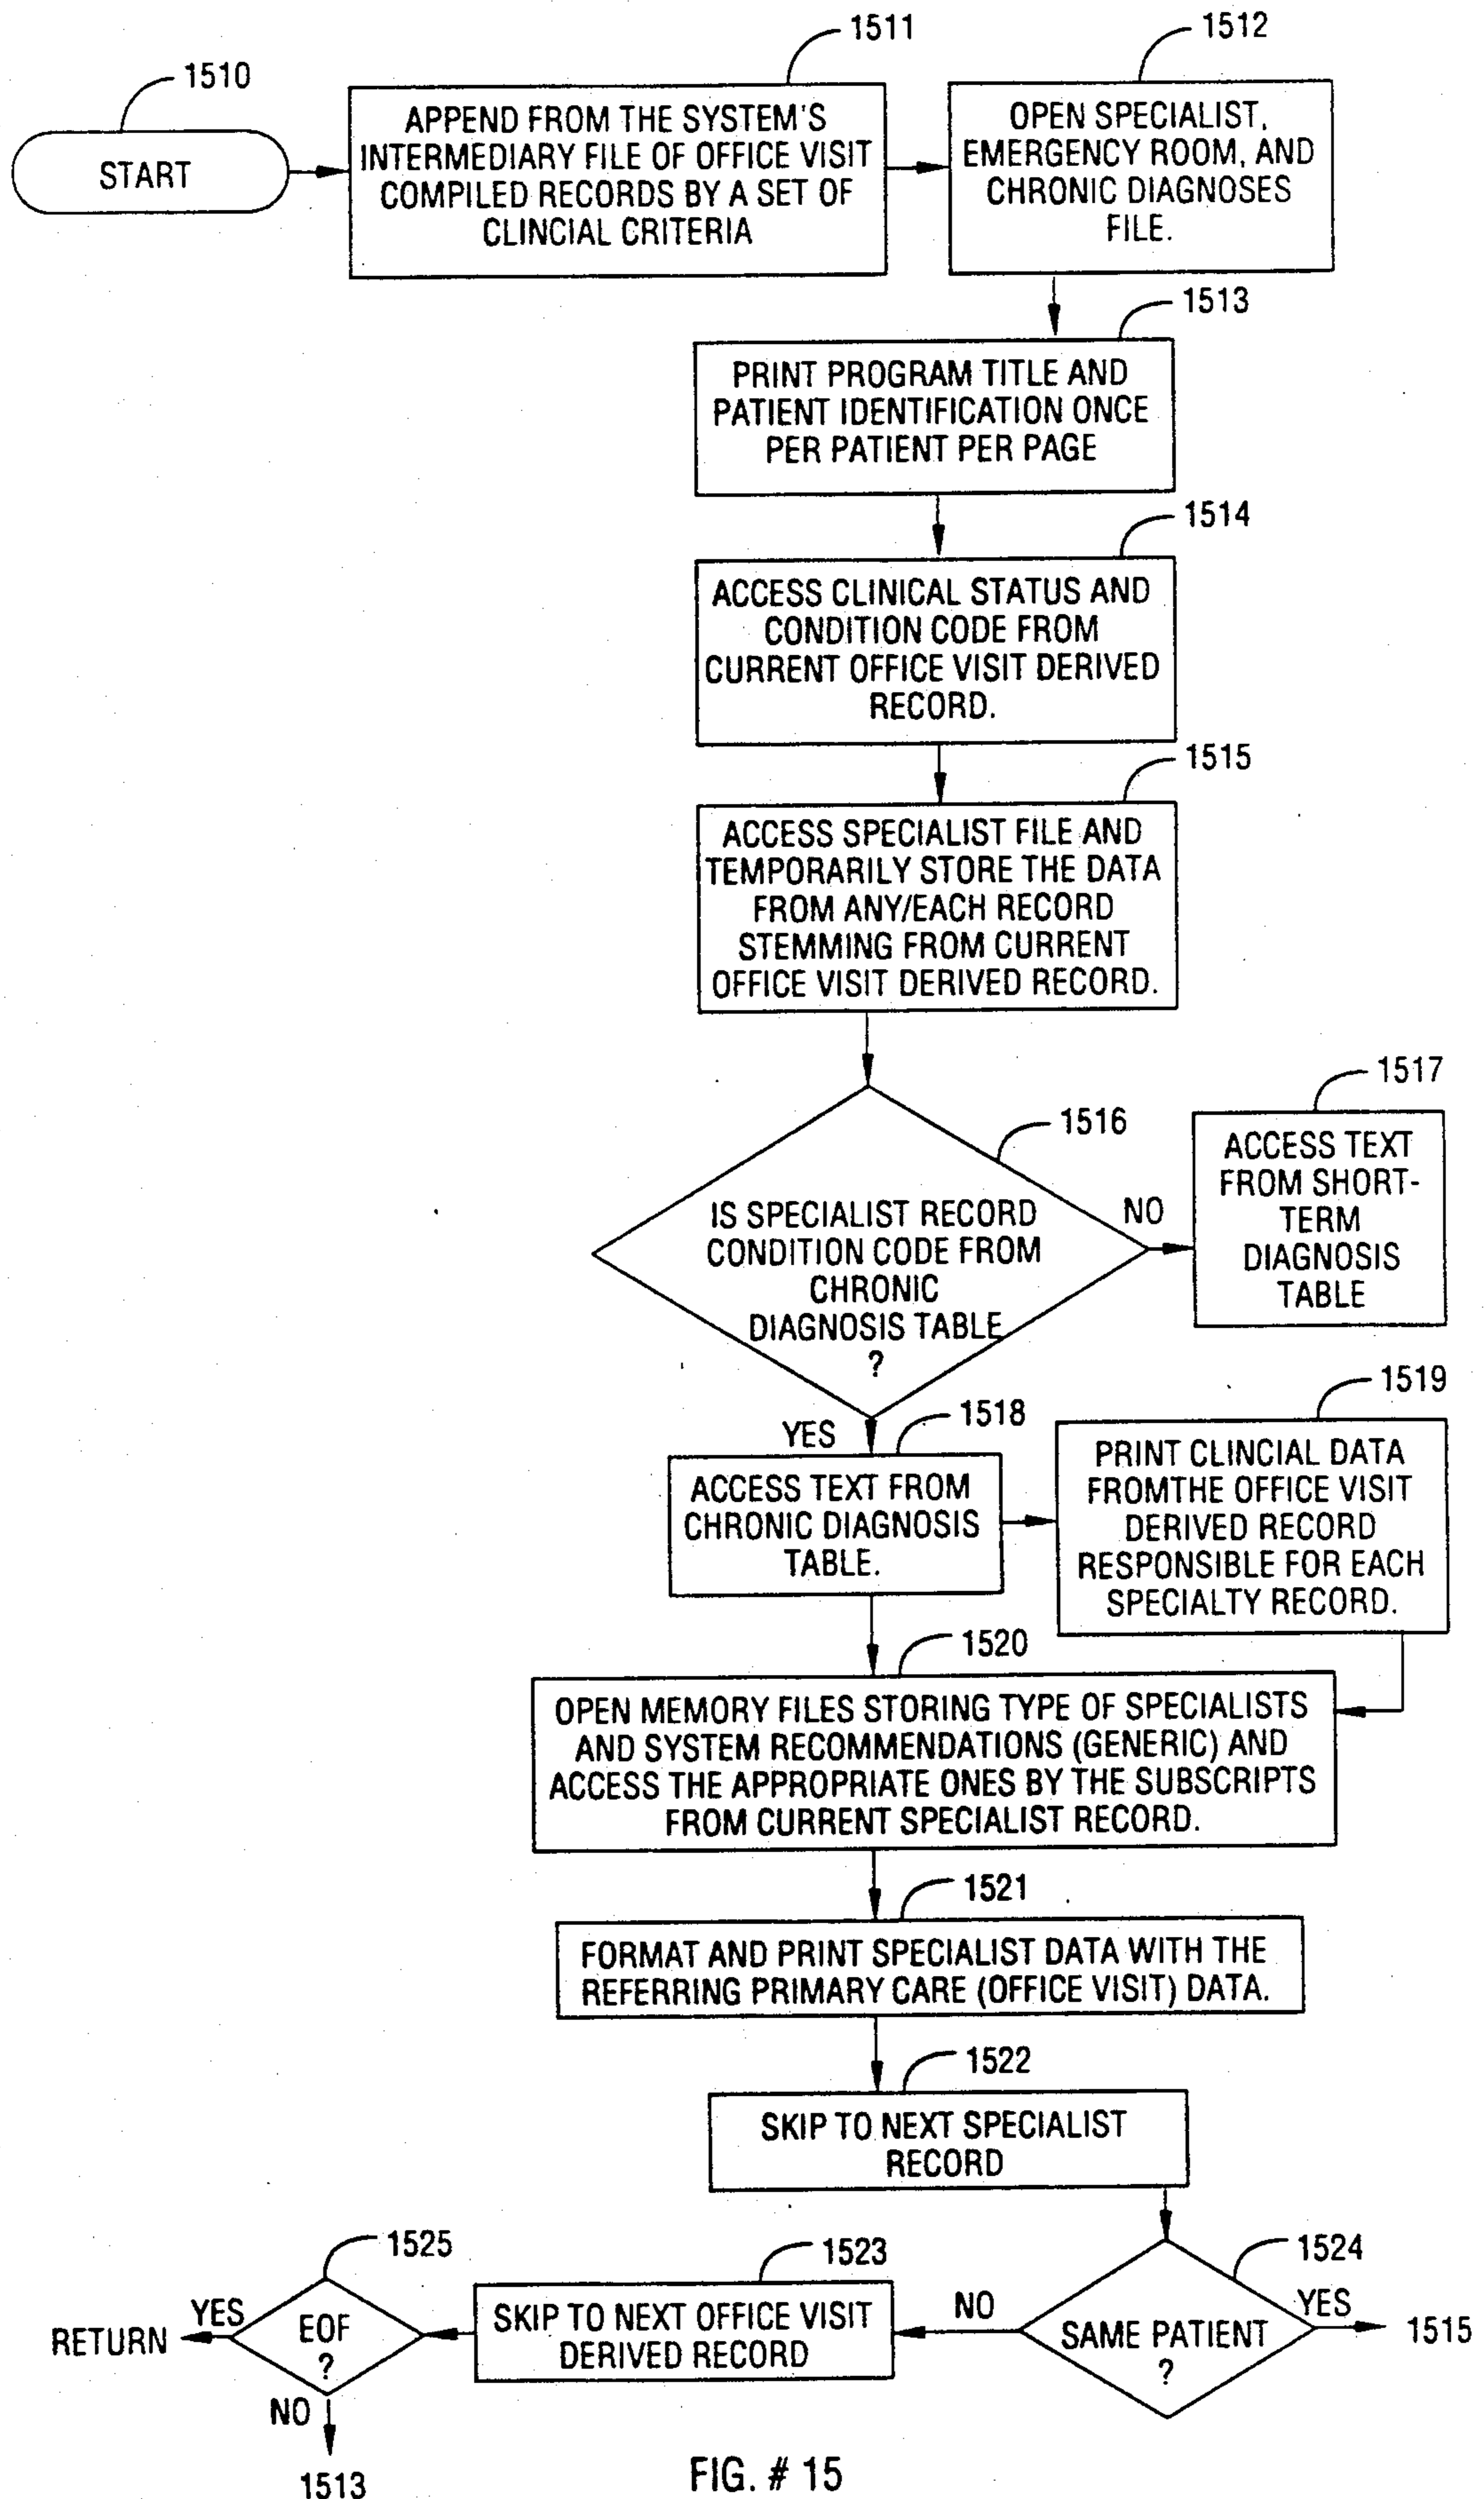 1510
START
1511
APPEND FROM THE SYSTEM'S
INTERMEDIARY FILE OF OFFICE VISIT
COMPILED RECORDS BY A SET OF
CLINCIAL CRITERIA
1512
OPEN SPECIALIST,
EMERGENCY ROOM, AND
CHRONIC DIAGNOSES
FILE.
1513
PRINT PROGRAM TITLE AND
PATIENT IDENTIFICATION ONCE
PER PATIENT PER PAGE
1514
ACCESS CLINICAL STATUS AND
CONDITION CODE FROM
CURRENT OFFICE VISIT DERIVED
RECORD.
1515
ACCESS SPECIALIST FILE AND
TEMPORARILY STORE THE DATA
FROM ANY/EACH RECORD
STEMMING FROM CURRENT
OFFICE VISIT DERIVED RECORD.
1516
IS SPECIALIST RECORD
CONDITION CODE FROM
CHRONIC
DIAGNOSIS TABLE
?
NO
1517
ACCESS TEXT
FROM SHORT-
TERM
DIAGNOSIS
TABLE
YES
1518
ACCESS TEXT FROM
CHRONIC DIAGNOSIS
TABLE.
1519
PRINT CLINCIAL DATA
FROMTHE OFFICE VISIT
DERIVED RECORD
RESPONSIBLE FOR EACH
SPECIALTY RECORD.
1520
OPEN MEMORY FILES STORING TYPE OF SPECIALISTS
AND SYSTEM RECOMMENDATIONS (GENERIC) AND
ACCESS THE APPROPRIATE ONES BY THE SUBSCRIPTS
FROM CURRENT SPECIALIST RECORD.
1521
FORMAT AND PRINT SPECIALIST DATA WITH THE
REFERRING PRIMARY CARE (OFFICE VISIT) DATA.
1522
SKIP TO NEXT SPECIALIST
RECORD
1524
SAME PATIENT
?
YES
1515
NO
1523
SKIP TO NEXT OFFICE VISIT
DERIVED RECORD
1525
EOF
?
YES
RETURN
NO
1513
FIG. # 15